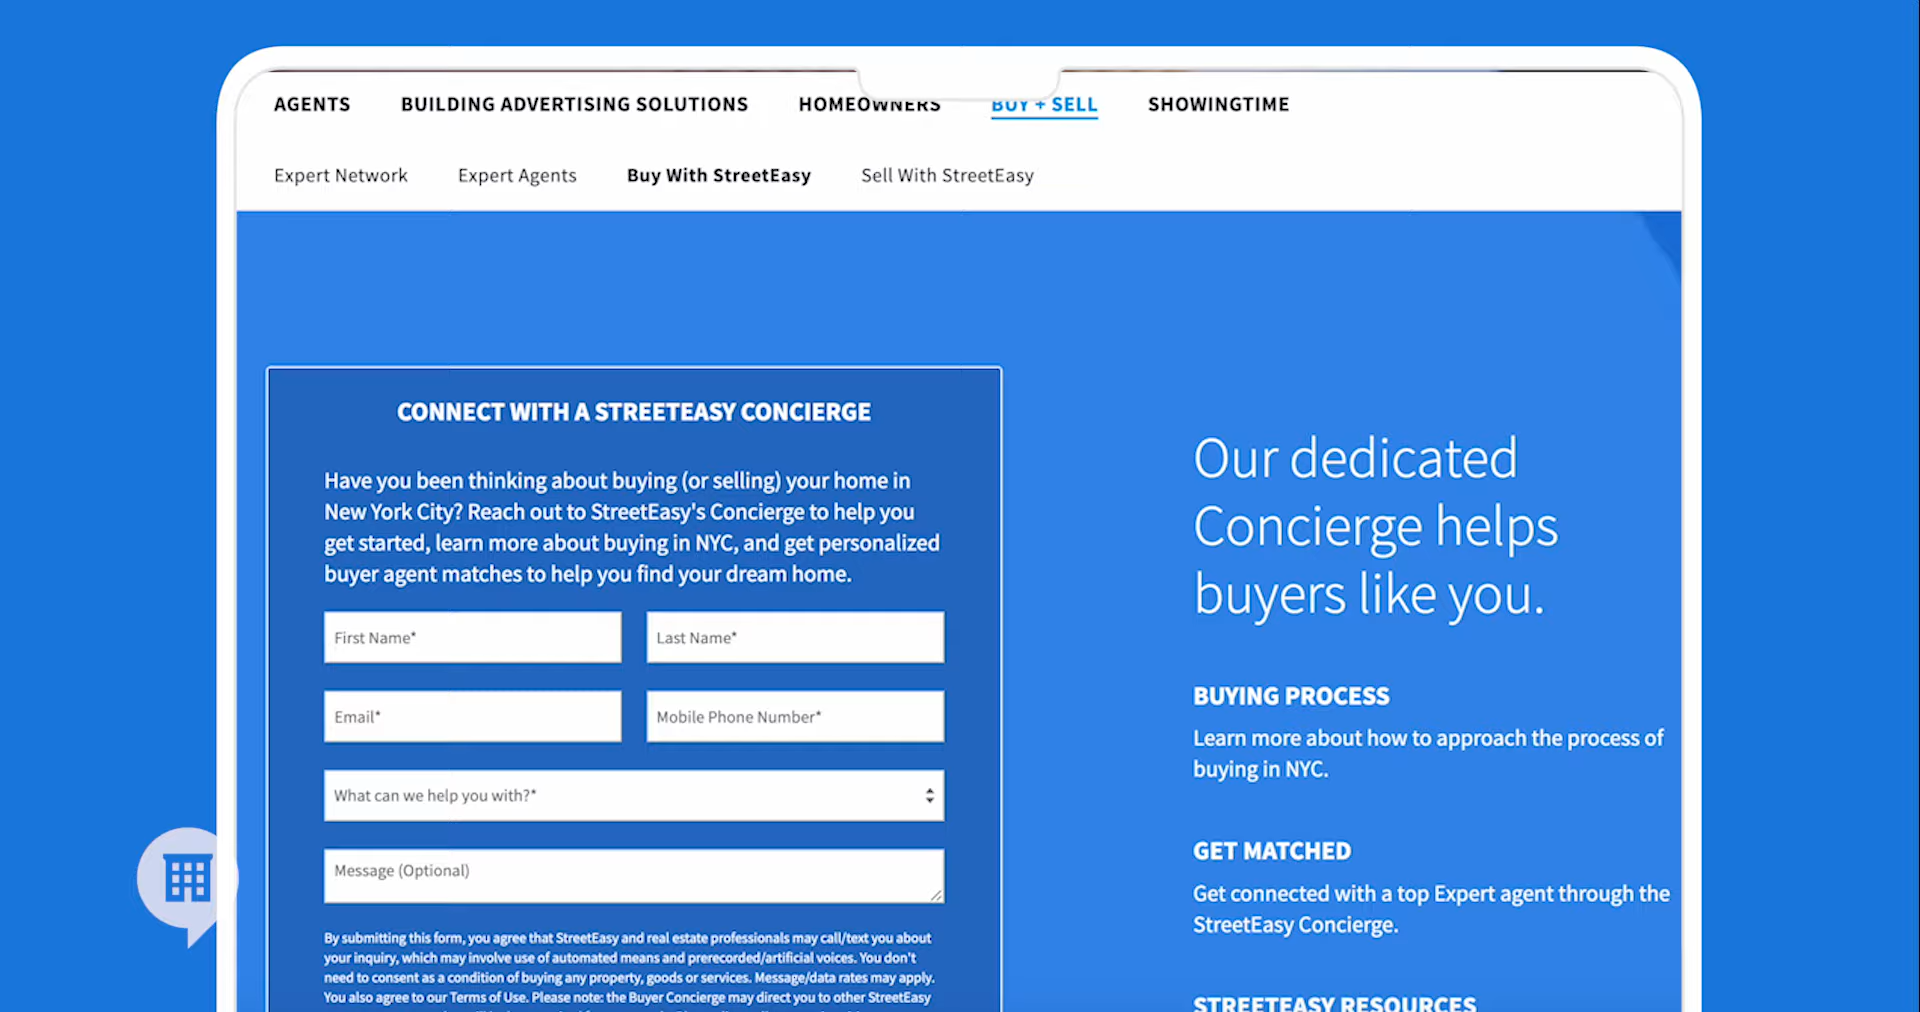 AGENTS BUILDING ADVERTISING SOLUTIONS HOMEOWNERS BUY + SELL SHOWINGTIME
Expert Network Expert Agents Buy With StreetEasy Sell With StreetEasy
CONNECT WITH A STREETEASY CONCIERGE
Have you been thinking about buying (or selling) your home in
New York City? Reach out to StreetEasy's Concierge to help you
get started, learn more about buying in NYC, and get personalized
buyer agent matches to help you find your dream home.
First Name* Last Name*
Email* Mobile Phone Number*
What can we help you with?*
Message (Optional)
By submitting this form, you agree that StreetEasy and real estate professionals may call/text you about
your inquiry, which may involve use of automated means and prerecorded/artificial voices. You don't
need to consent as a condition of buying any property, goods or services. Message/data rates may apply.
You also agree to our Terms of Use. Please note: the Buyer Concierge may direct you to other StreetEasy
Our dedicated
Concierge helps
buyers like you.
BUYING PROCESS
Learn more about how to approach the process of
buying in NYC.
GET MATCHED
Get connected with a top Expert agent through the
StreetEasy Concierge.
STREETEASY RESOURCES